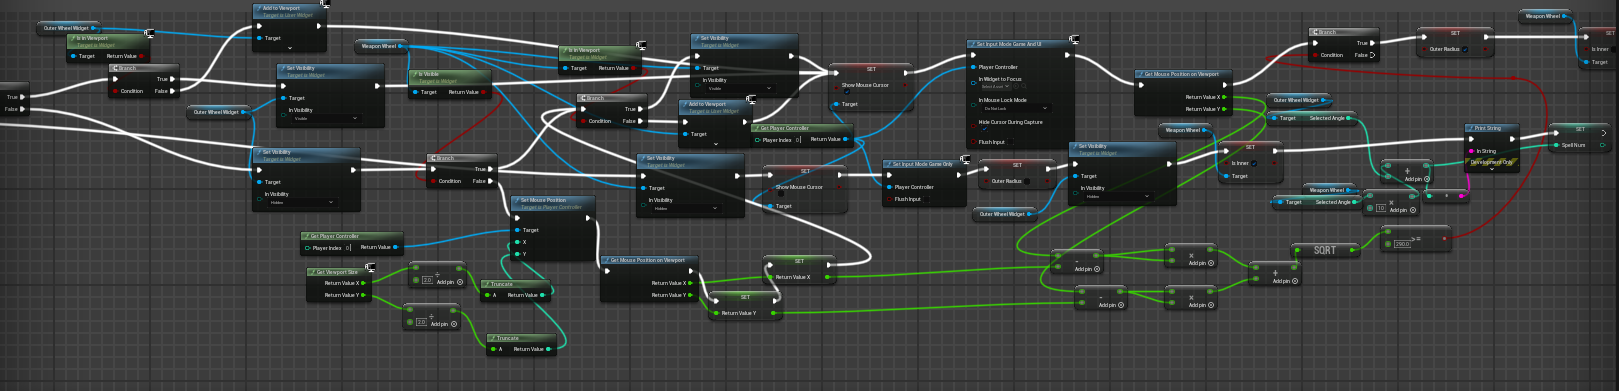 Add to Viewport
Target is User Widget
Target
Outer Wheel Widget
Is in Viewport
Target is Widget
Target
Return Value
True
False
Branch
Condition
True
False
Set Visibility
Target is Widget
Target
In Visibility
Visible
Outer Wheel Widget
Set Visibility
Target is Widget
Target
In Visibility
Hidden
Weapon Wheel
Is Visible
Target is Widget
Target
Return Value
Branch
Condition
True
False
Is in Viewport
Target is Widget
Target
Return Value
Branch
Condition
True
False
Set Visibility
Target is Widget
Target
In Visibility
Visible
Add to Viewport
Target is User Widget
Target
Get Player Controller
Player Index 0
Return Value
SET
Show Mouse Cursor
Target
Set Visibility
Target is Widget
Target
In Visibility
Hidden
SET
Show Mouse Cursor
Target
Set Input Mode Game And UI
Player Controller
In Widget to Focus
Select Asset
In Mouse Lock Mode
Do Not Lock
Hide Cursor During Capture
Flush Input
Set Input Mode Game Only
Player Controller
Flush Input
SET
Outer Radius
Outer Wheel Widget
Set Visibility
Target is Widget
Target
In Visibility
Hidden
Get Mouse Position on Viewport
Return Value X
Return Value Y
Weapon Wheel
SET
Is Inner
Target
Outer Wheel Widget
Target
Selected Angle
Branch
Condition
True
False
SET
Outer Radius
Weapon Wheel
SET
Is Inner
Target
Print String
In String
Development Only
SET
Spell Num
+
Add pin
Weapon Wheel
Target
Selected Angle
10
×
Add pin
Get Player Controller
Player Index 0
Return Value
Set Mouse Position
Target is Player Controller
Target
X
Y
Get Viewport Size
Return Value X
Return Value Y
÷
2.0
Add pin
÷
2.0
Add pin
Truncate
A
Return Value
Truncate
A
Return Value
Get Mouse Position on Viewport
Return Value X
Return Value Y
SET
Return Value X
SET
Return Value Y
-
Add pin
-
Add pin
×
Add pin
×
Add pin
+
Add pin
SQRT
>=
290.0